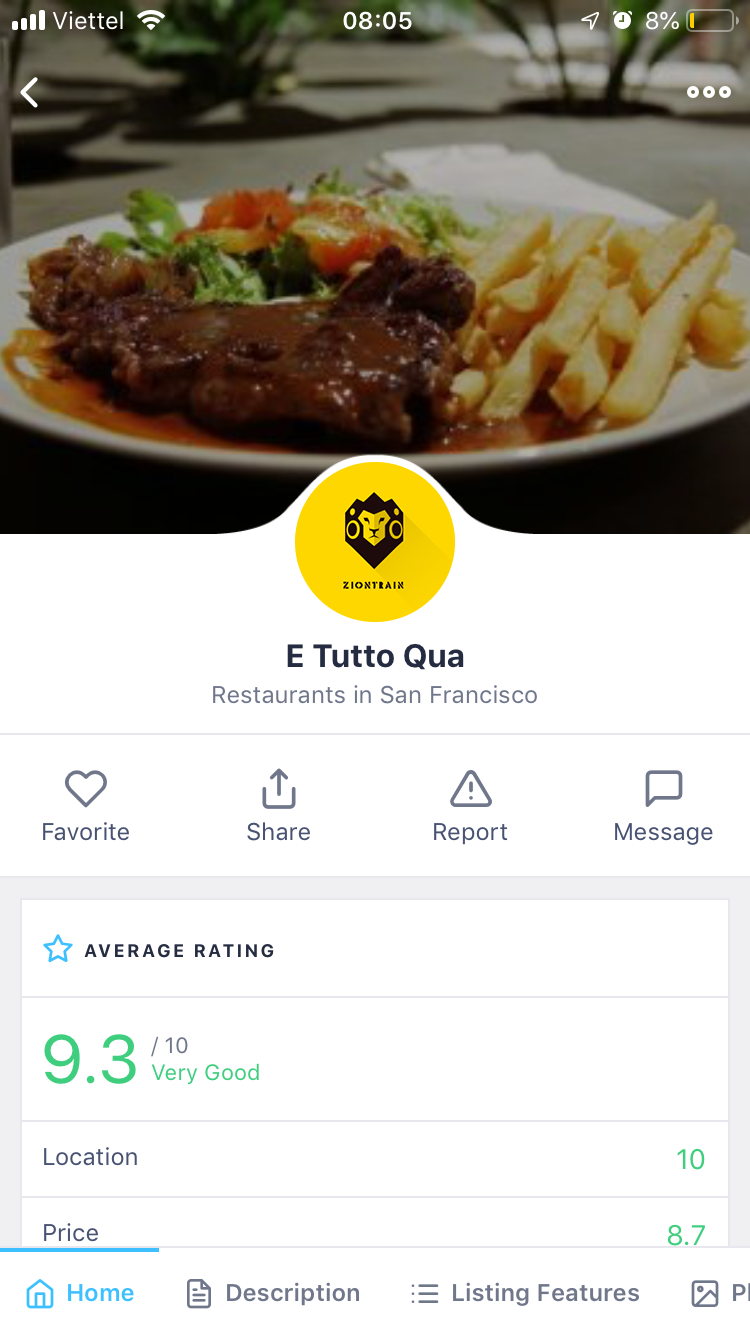 Viettel 08:05 8%
ZIONTRAIN
E Tutto Qua
Restaurants in San Francisco
Favorite Share Report Message
AVERAGE RATING
9.3 / 10
Very Good
Location 10
Price 8.7
Home Description Listing Features